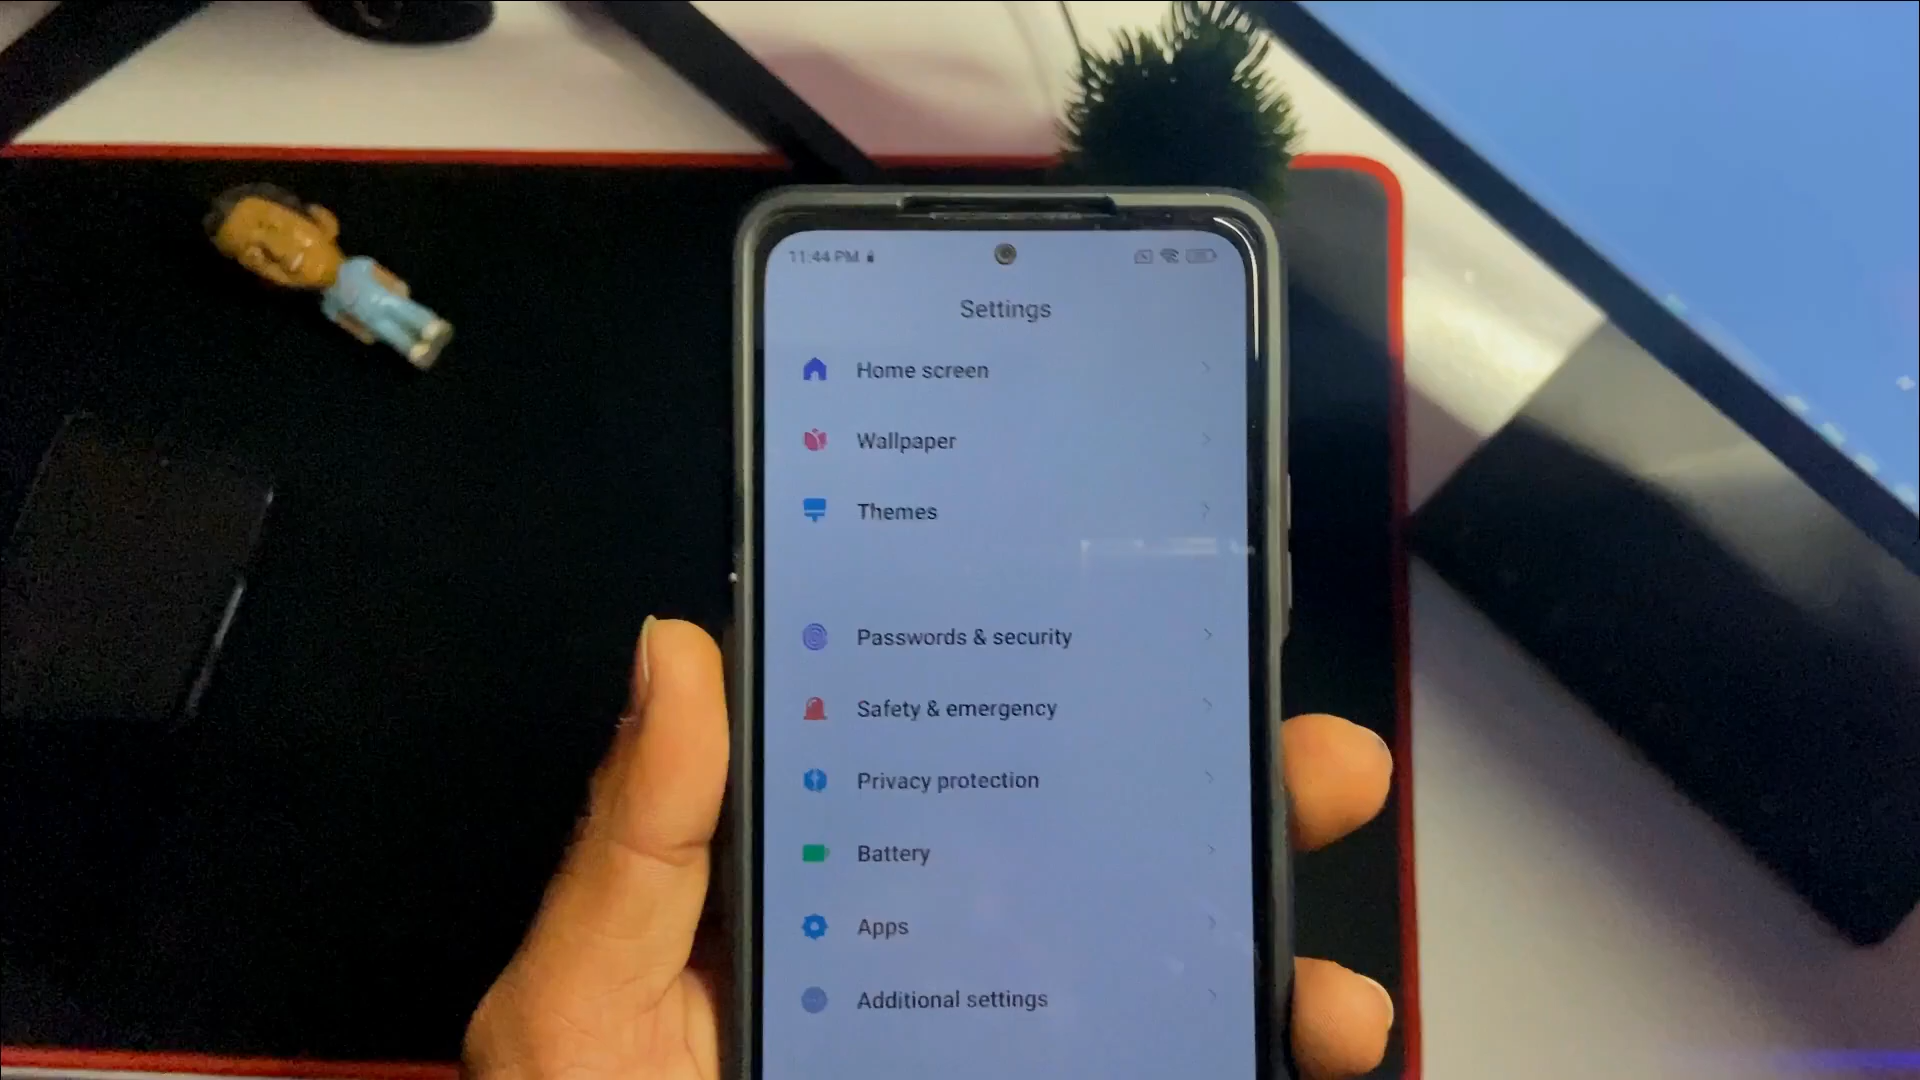 11:44 PM
Settings
Home screen
Wallpaper
Themes
Passwords & security
Safety & emergency
Privacy protection
Battery
Apps
Additional settings